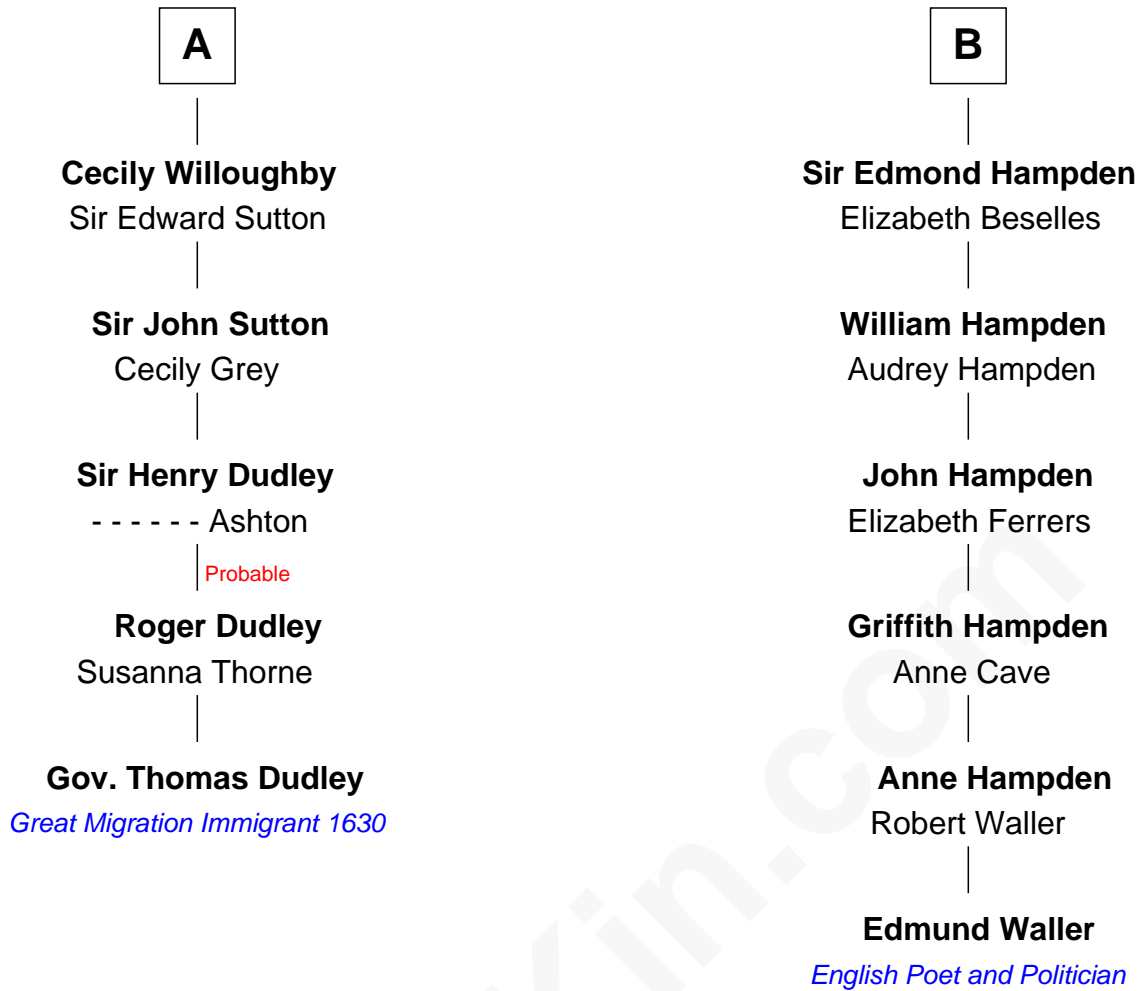 A
Cecily Willoughby
Sir Edward Sutton
Sir John Sutton
Cecily Grey
Sir Henry Dudley
- - - - - - Ashton
Probable
Roger Dudley
Susanna Thorne
Gov. Thomas Dudley
Great Migration Immigrant 1630
B
Sir Edmond Hampden
Elizabeth Beselles
William Hampden
Audrey Hampden
John Hampden
Elizabeth Ferrers
Griffith Hampden
Anne Cave
Anne Hampden
Robert Waller
Edmund Waller
English Poet and Politician
Kin.com